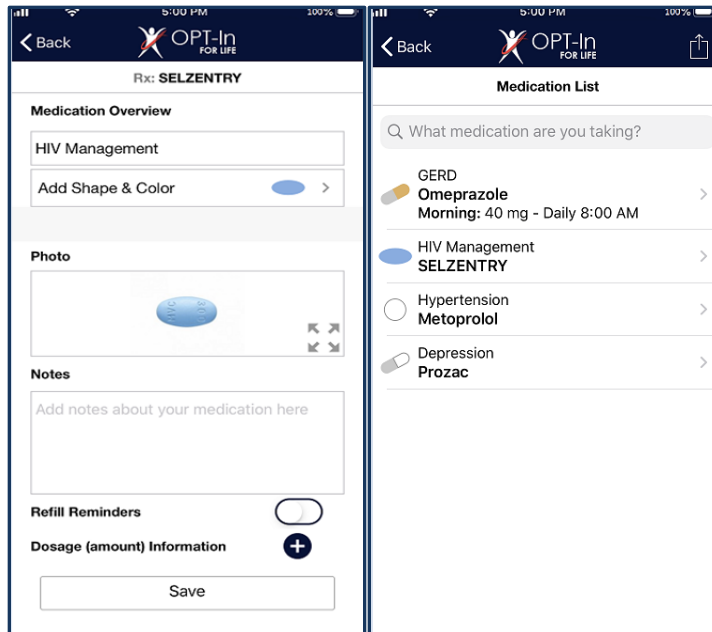 5:00 PM
100%
Back
OPT-In
FOR LIFE
Rx: SELZENTRY
Medication Overview
HIV Management
Add Shape & Color
Photo
Notes
Add notes about your medication here
Refill Reminders
Dosage (amount) Information
Save
5:00 PM
100%
Back
OPT-In
FOR LIFE
Medication List
What medication are you taking?
GERD
Omeprazole
Morning: 40 mg - Daily 8:00 AM
HIV Management
SELZENTRY
Hypertension
Metoprolol
Depression
Prozac